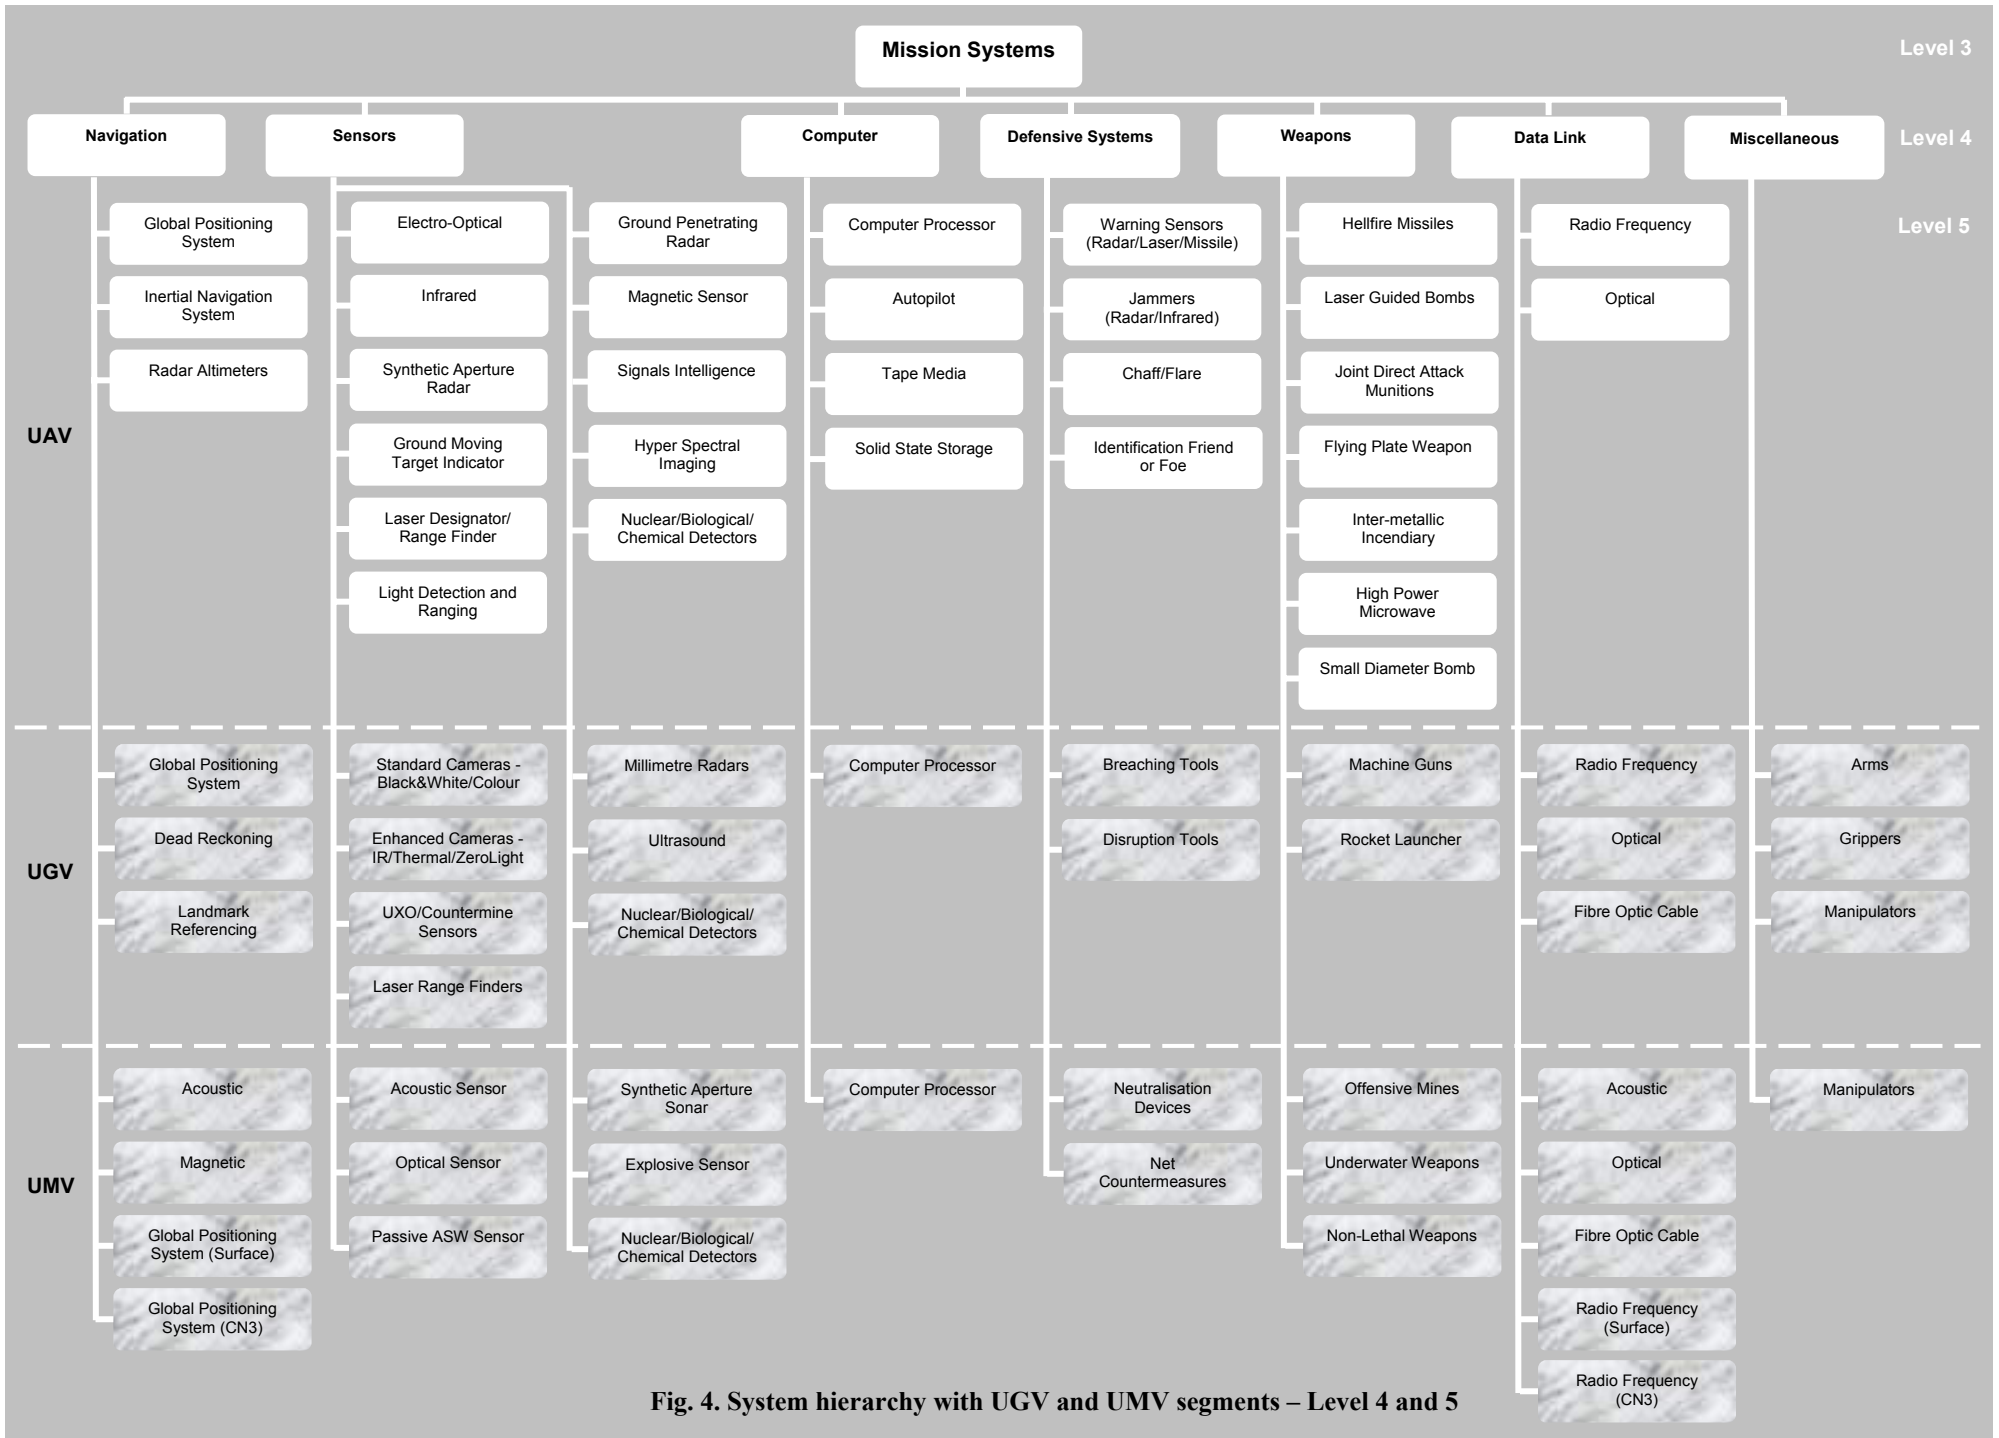 Mission Systems
Level 3
Navigation
Sensors
Computer
Defensive Systems
Weapons
Data Link
Miscellaneous
Level 4
Level 5
UAV
Global Positioning
System
Inertial Navigation
System
Radar Altimeters
Electro-Optical
Infrared
Synthetic Aperture
Radar
Ground Moving
Target Indicator
Laser Designator/
Range Finder
Light Detection and
Ranging
Ground Penetrating
Radar
Magnetic Sensor
Signals Intelligence
Hyper Spectral
Imaging
Nuclear/Biological/
Chemical Detectors
Computer Processor
Autopilot
Tape Media
Solid State Storage
Warning Sensors
(Radar/Laser/Missile)
Jammers
(Radar/Infrared)
Chaff/Flare
Identification Friend
or Foe
Hellfire Missiles
Laser Guided Bombs
Joint Direct Attack
Munitions
Flying Plate Weapon
Inter-metallic
Incendiary
High Power
Microwave
Small Diameter Bomb
Radio Frequency
Optical
UGV
Global Positioning
System
Dead Reckoning
Landmark
Referencing
Standard Cameras -
Black&White/Colour
Enhanced Cameras -
IR/Thermal/ZeroLight
UXO/Countermine
Sensors
Laser Range Finders
Millimetre Radars
Ultrasound
Nuclear/Biological/
Chemical Detectors
Computer Processor
Breaching Tools
Disruption Tools
Machine Guns
Rocket Launcher
Radio Frequency
Optical
Fibre Optic Cable
Arms
Grippers
Manipulators
UMV
Acoustic
Magnetic
Global Positioning
System (Surface)
Global Positioning
System (CN3)
Acoustic Sensor
Optical Sensor
Passive ASW Sensor
Synthetic Aperture
Sonar
Explosive Sensor
Nuclear/Biological/
Chemical Detectors
Computer Processor
Neutralisation
Devices
Net
Countermeasures
Offensive Mines
Underwater Weapons
Non-Lethal Weapons
Acoustic
Optical
Fibre Optic Cable
Radio Frequency
(Surface)
Radio Frequency
(CN3)
Manipulators
Fig. 4. System hierarchy with UGV and UMV segments – Level 4 and 5